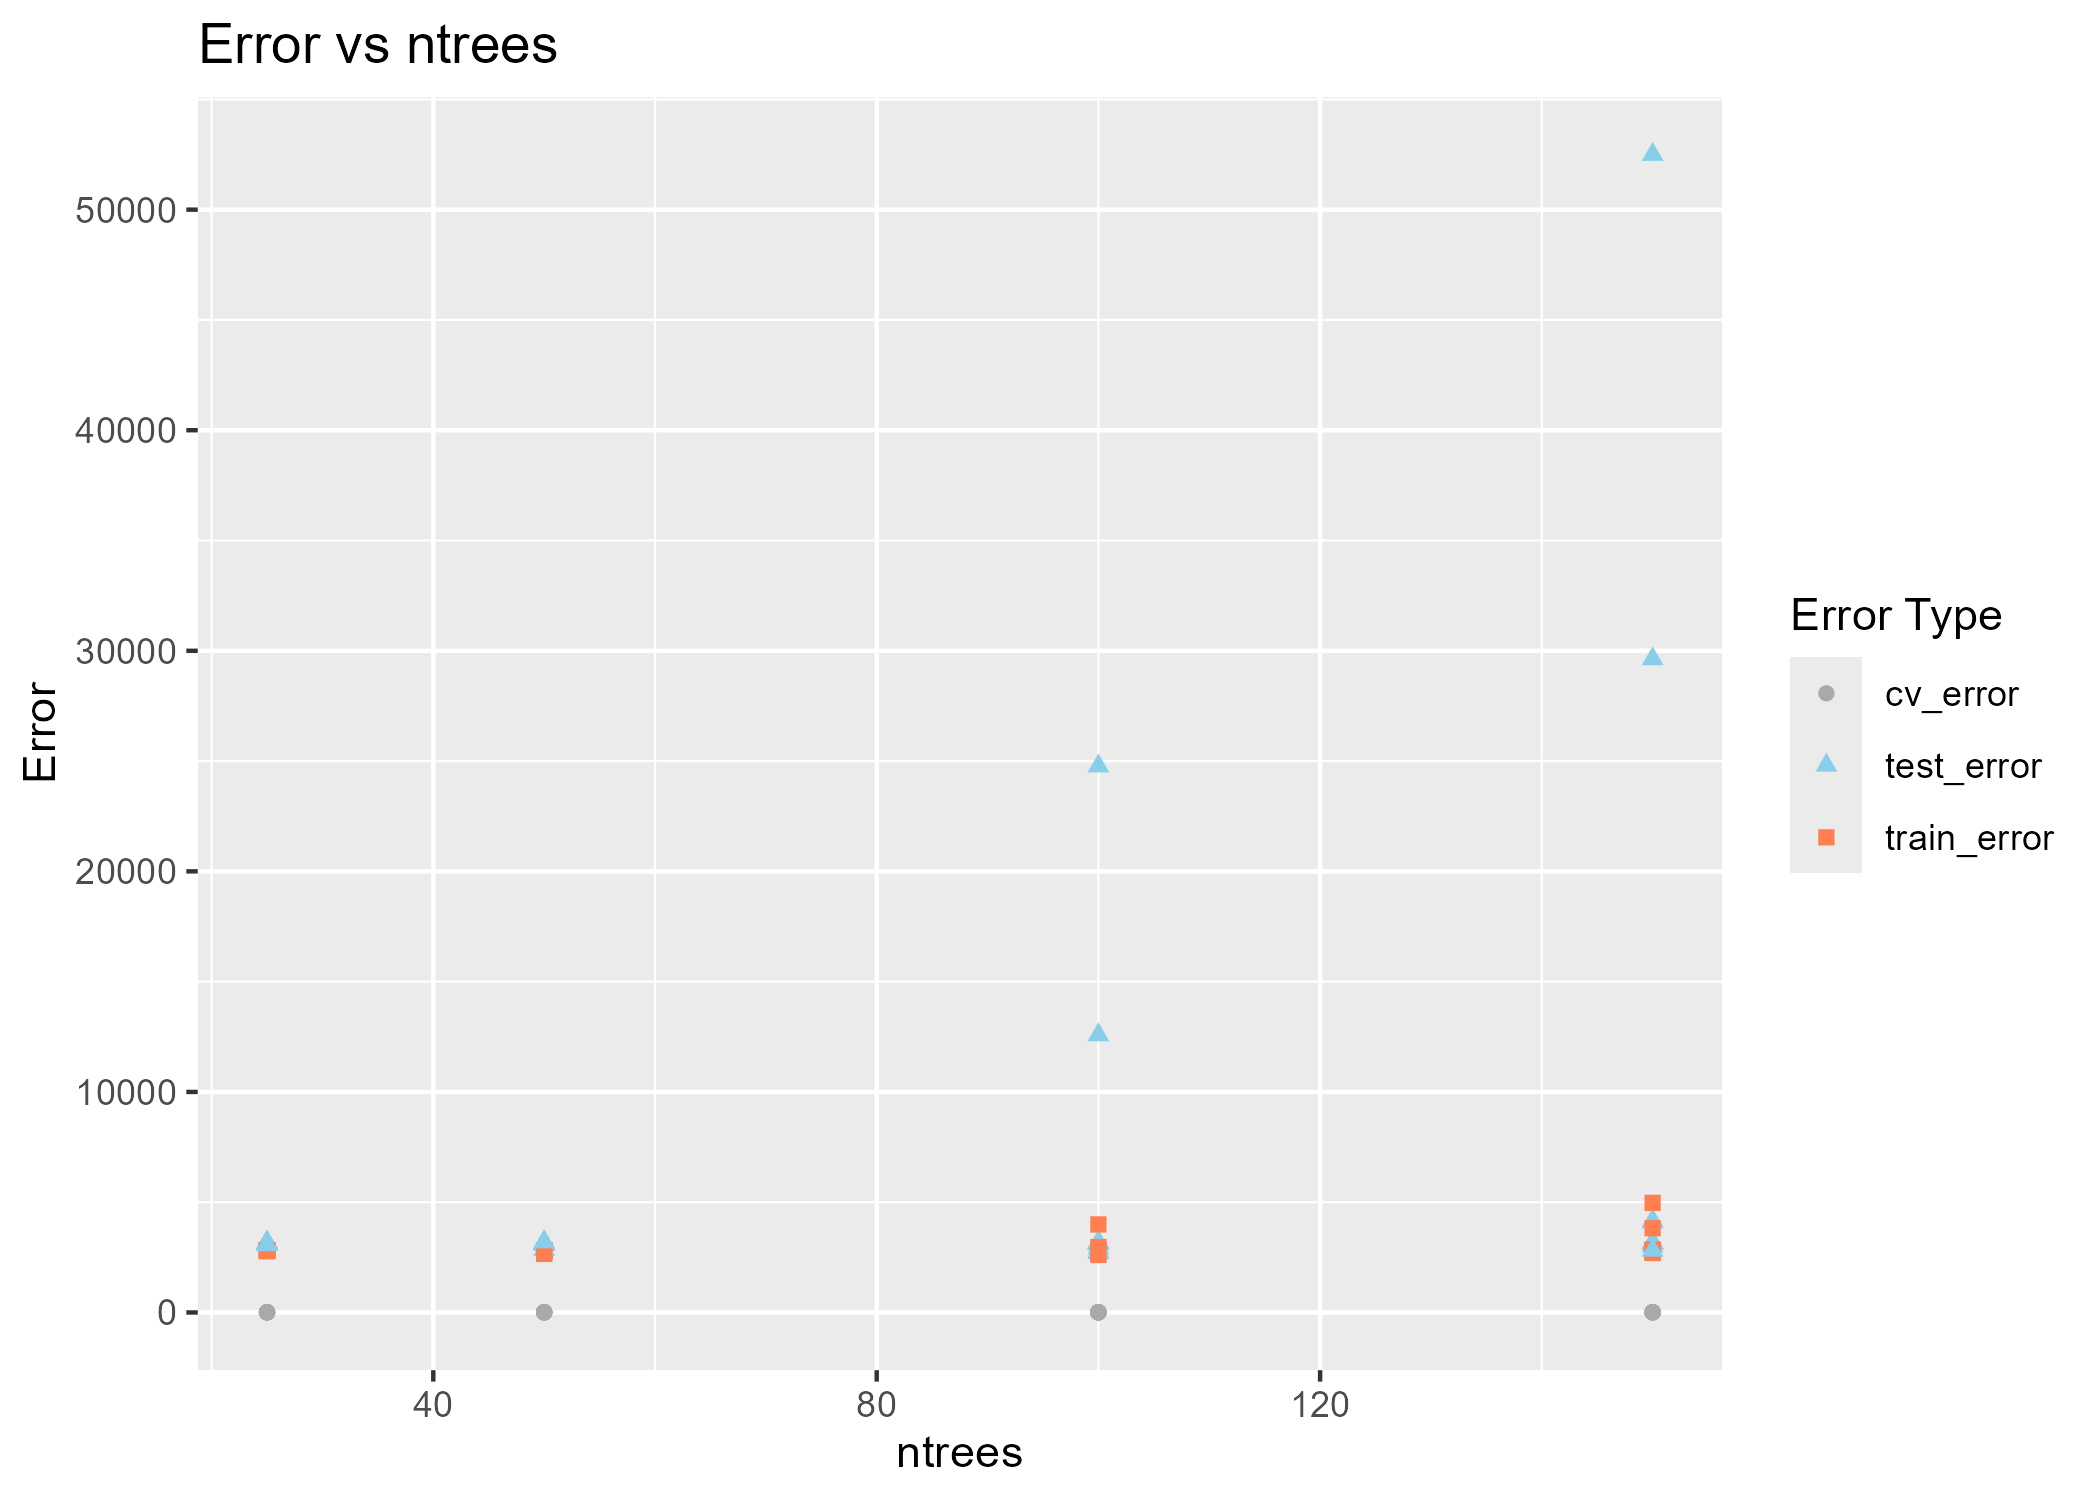 Error vs ntrees
50000
40000
30000
20000
10000
0
Error
40
80
120
ntrees
Error Type
cv_error
test_error
train_error